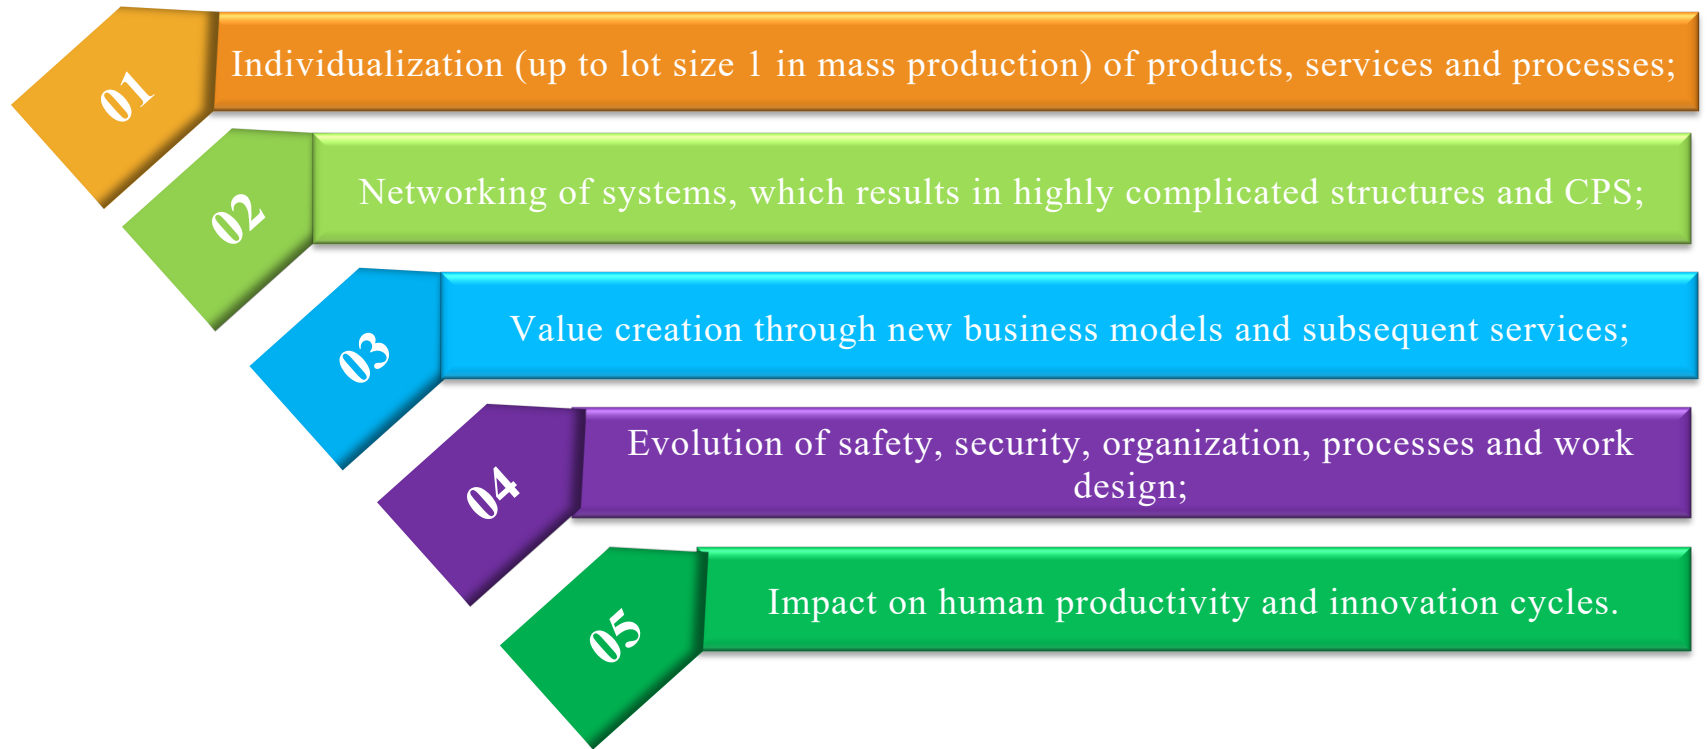 01
Individualization (up to lot size 1 in mass production) of products, services and processes;
02
Networking of systems, which results in highly complicated structures and CPS;
03
Value creation through new business models and subsequent services;
04
Evolution of safety, security, organization, processes and work
design;
05
Impact on human productivity and innovation cycles.